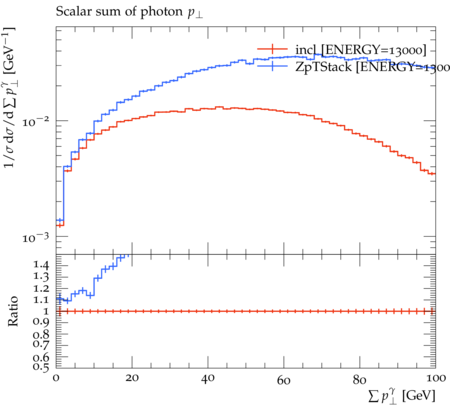 Scalar sum of photon p⊥
incl [ENERGY=13000]
ZpTStack [ENERGY=1300
1/σ dσ/d ∑ p⊥^γ [GeV⁻¹]
10⁻²
10⁻³
1.4
1.3
1.2
1.1
1
0.9
0.8
0.7
0.6
0.5
Ratio
0 20 40 60 80 100
∑ p⊥^γ [GeV]